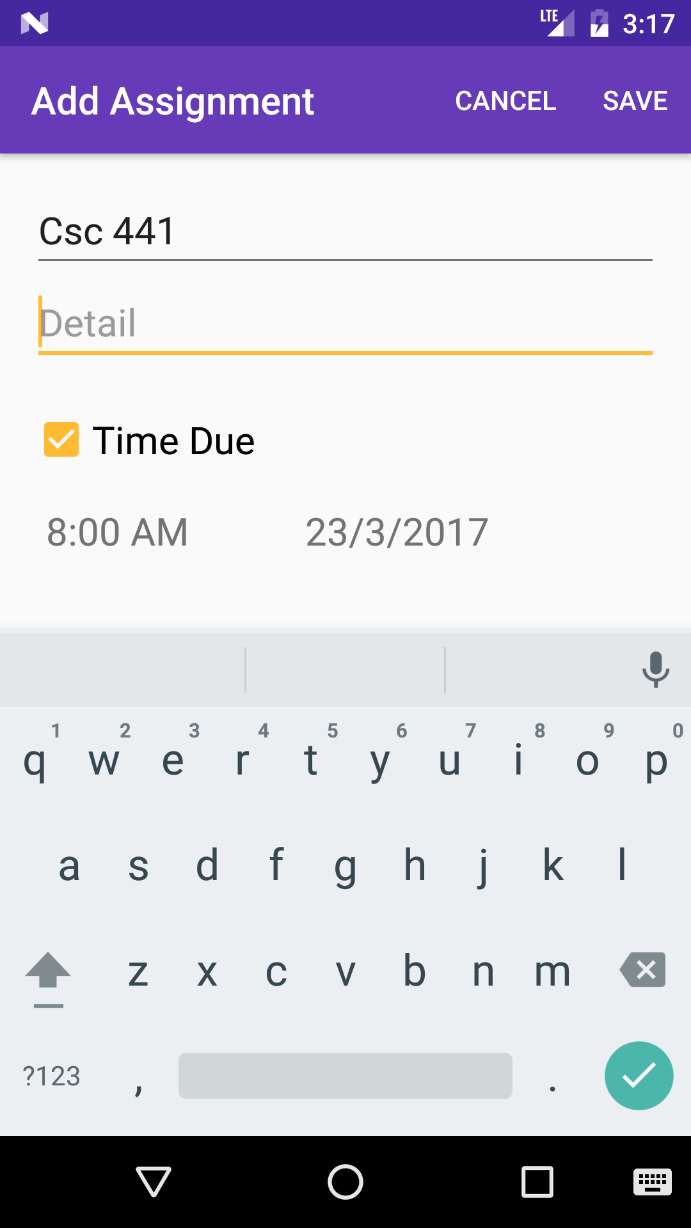 LTE 3:17
Add Assignment CANCEL SAVE
Csc 441
Detail
Time Due
8:00 AM 23/3/2017
1 2 3 4 5 6 7 8 9 0
q w e r t y u i o p
a s d f g h j k l
z x c v b n m
?123 , .